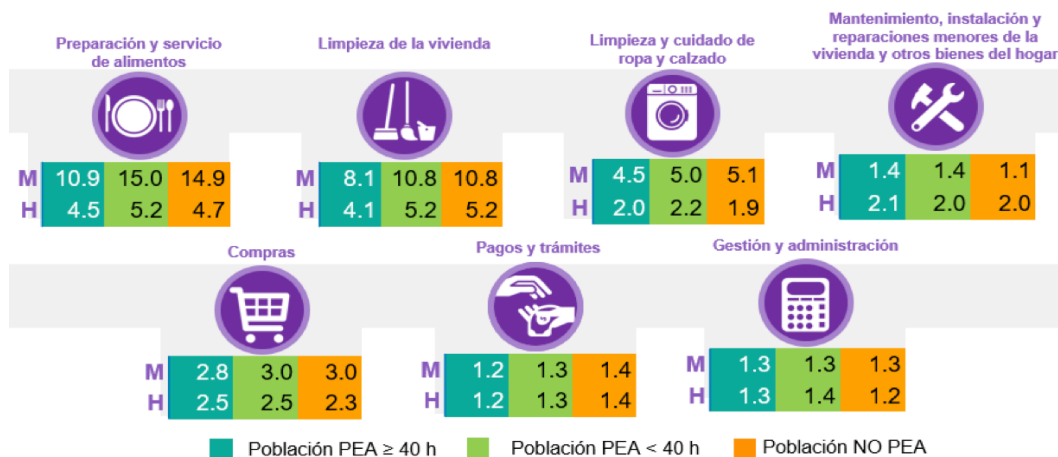 Preparación y servicio
de alimentos
Limpieza de la vivienda
Limpieza y cuidado de
ropa y calzado
Mantenimiento, instalación y
reparaciones menores de la
vivienda y otros bienes del hogar
M 10.9 15.0 14.9
H 4.5 5.2 4.7
M 8.1 10.8 10.8
H 4.1 5.2 5.2
M 4.5 5.0 5.1
H 2.0 2.2 1.9
M 1.4 1.4 1.1
H 2.1 2.0 2.0
Compras
Pagos y trámites
Gestión y administración
M 2.8 3.0 3.0
H 2.5 2.5 2.3
M 1.2 1.3 1.4
H 1.2 1.3 1.4
M 1.3 1.3 1.3
H 1.3 1.4 1.2
Población PEA ≥ 40 h
Población PEA < 40 h
Población NO PEA